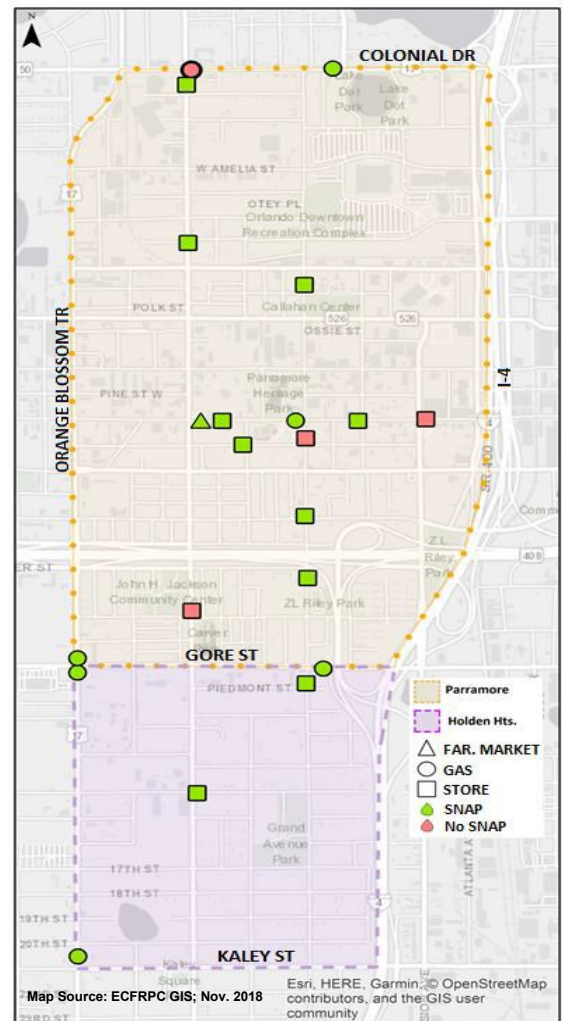 N
COLONIAL DR
50
17
Lake
Dot
Park
Lake
Dot
Park
W AMELIA ST
17
OTEY PL
Orlando Downtown
Recreation Complex
POLK ST
Callahan Center
526
OSSIE ST
526
ORANGE BLOSSOM TR
I-4
PINE ST W
Parramore
Heritage
Park
4
SR 400
Comm
Z L
Riley
Park
408
ER ST
John H. Jackson
Community Center
ZL Riley Park
Carver
GORE ST
PIEDMONT ST
Parramore
Holden Hts.
17
FAR. MARKET
GAS
STORE
SNAP
No SNAP
Grand
Avenue
Park
ATLANTA A
17TH ST
18TH ST
4
19TH ST
20TH ST
KALEY ST
Kaley
Square
Map Source: ECFRPC GIS; Nov. 2018
Esri, HERE, Garmin, © OpenStreetMap
contributors, and the GIS user
community
23RD ST